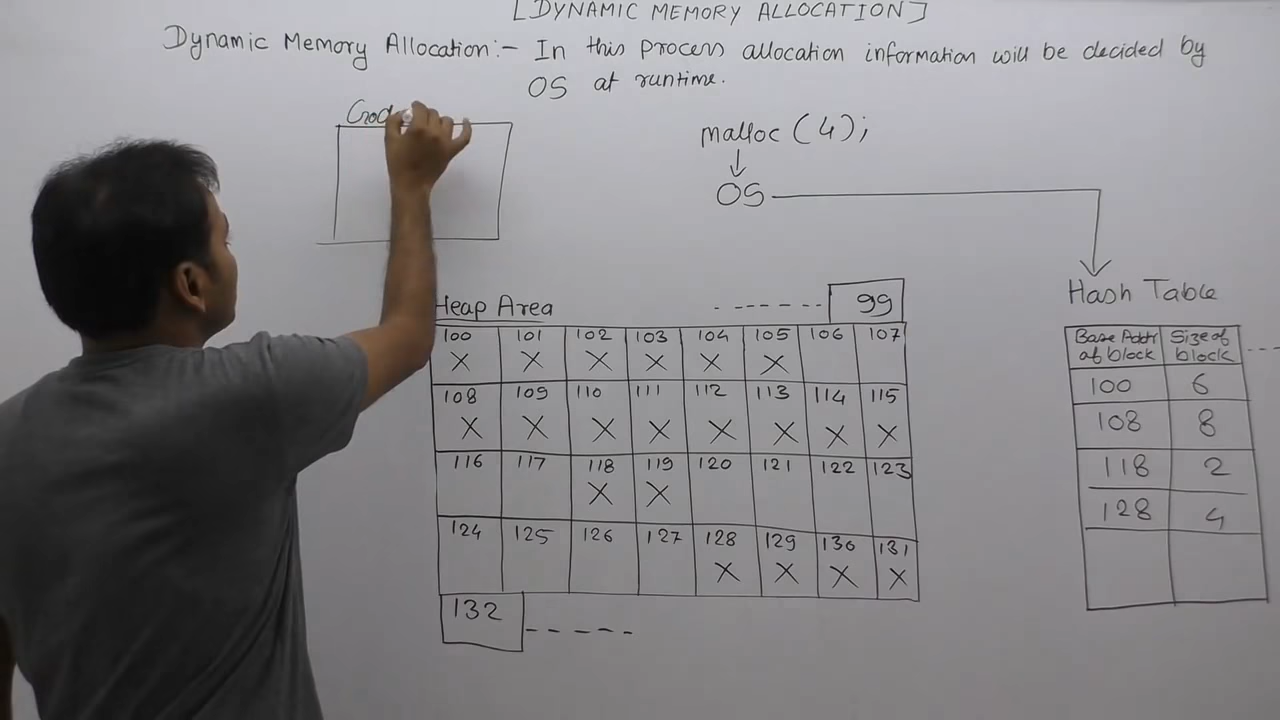 [DYNAMIC MEMORY ALLOCATION]
Dynamic Memory Allocation:- In this process allocation information will be decided by
OS at runtime.
malloc (4);
OS
Heap Area
99
100 101 102 103 104 105 106 107
X X X X X X
108 109 110 111 112 113 114 115
X X X X X X X X
116 117 118 119 120 121 122 123
X X
124 125 126 127 128 129 130 131
X X X X
132
Hash Table
Base Addr of block Size of block
100 6
108 8
118 2
128 4